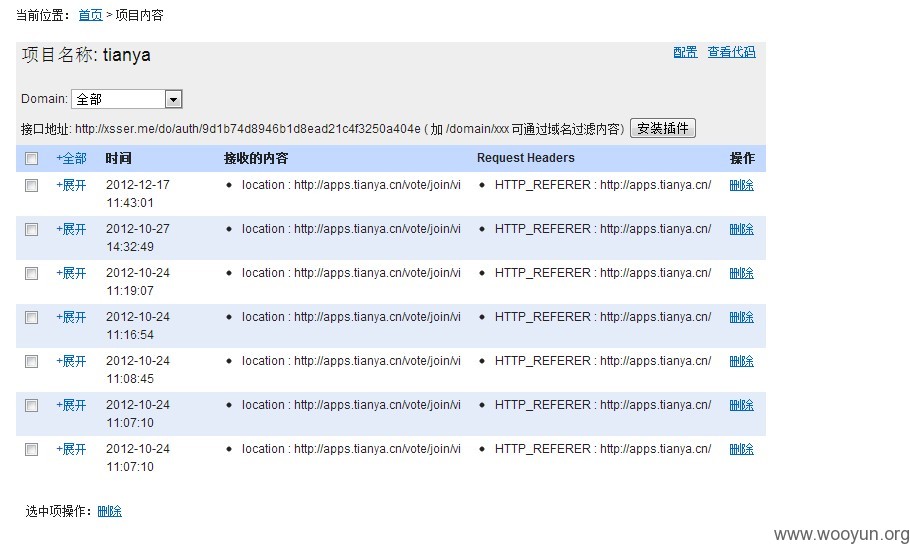 当前位置： 首页 > 项目内容
项目名称: tianya 配置 查看代码
Domain: 全部
接口地址: http://xsser.me/do/auth/9d1b74d8946b1d8ead21c4f3250a404e ( 加 /domain/xxx 可通过域名过滤内容) 安装插件
+全部 时间 接收的内容 Request Headers 操作
+展开 2012-12-17 11:43:01 • location : http://apps.tianya.cn/vote/join/vi • HTTP_REFERER : http://apps.tianya.cn/ 删除
+展开 2012-10-27 14:32:49 • location : http://apps.tianya.cn/vote/join/vi • HTTP_REFERER : http://apps.tianya.cn/ 删除
+展开 2012-10-24 11:19:07 • location : http://apps.tianya.cn/vote/join/vi • HTTP_REFERER : http://apps.tianya.cn/ 删除
+展开 2012-10-24 11:16:54 • location : http://apps.tianya.cn/vote/join/vi • HTTP_REFERER : http://apps.tianya.cn/ 删除
+展开 2012-10-24 11:08:45 • location : http://apps.tianya.cn/vote/join/vi • HTTP_REFERER : http://apps.tianya.cn/ 删除
+展开 2012-10-24 11:07:10 • location : http://apps.tianya.cn/vote/join/vi • HTTP_REFERER : http://apps.tianya.cn/ 删除
+展开 2012-10-24 11:07:10 • location : http://apps.tianya.cn/vote/join/vi • HTTP_REFERER : http://apps.tianya.cn/ 删除
选中项操作： 删除
www.wooyun.org